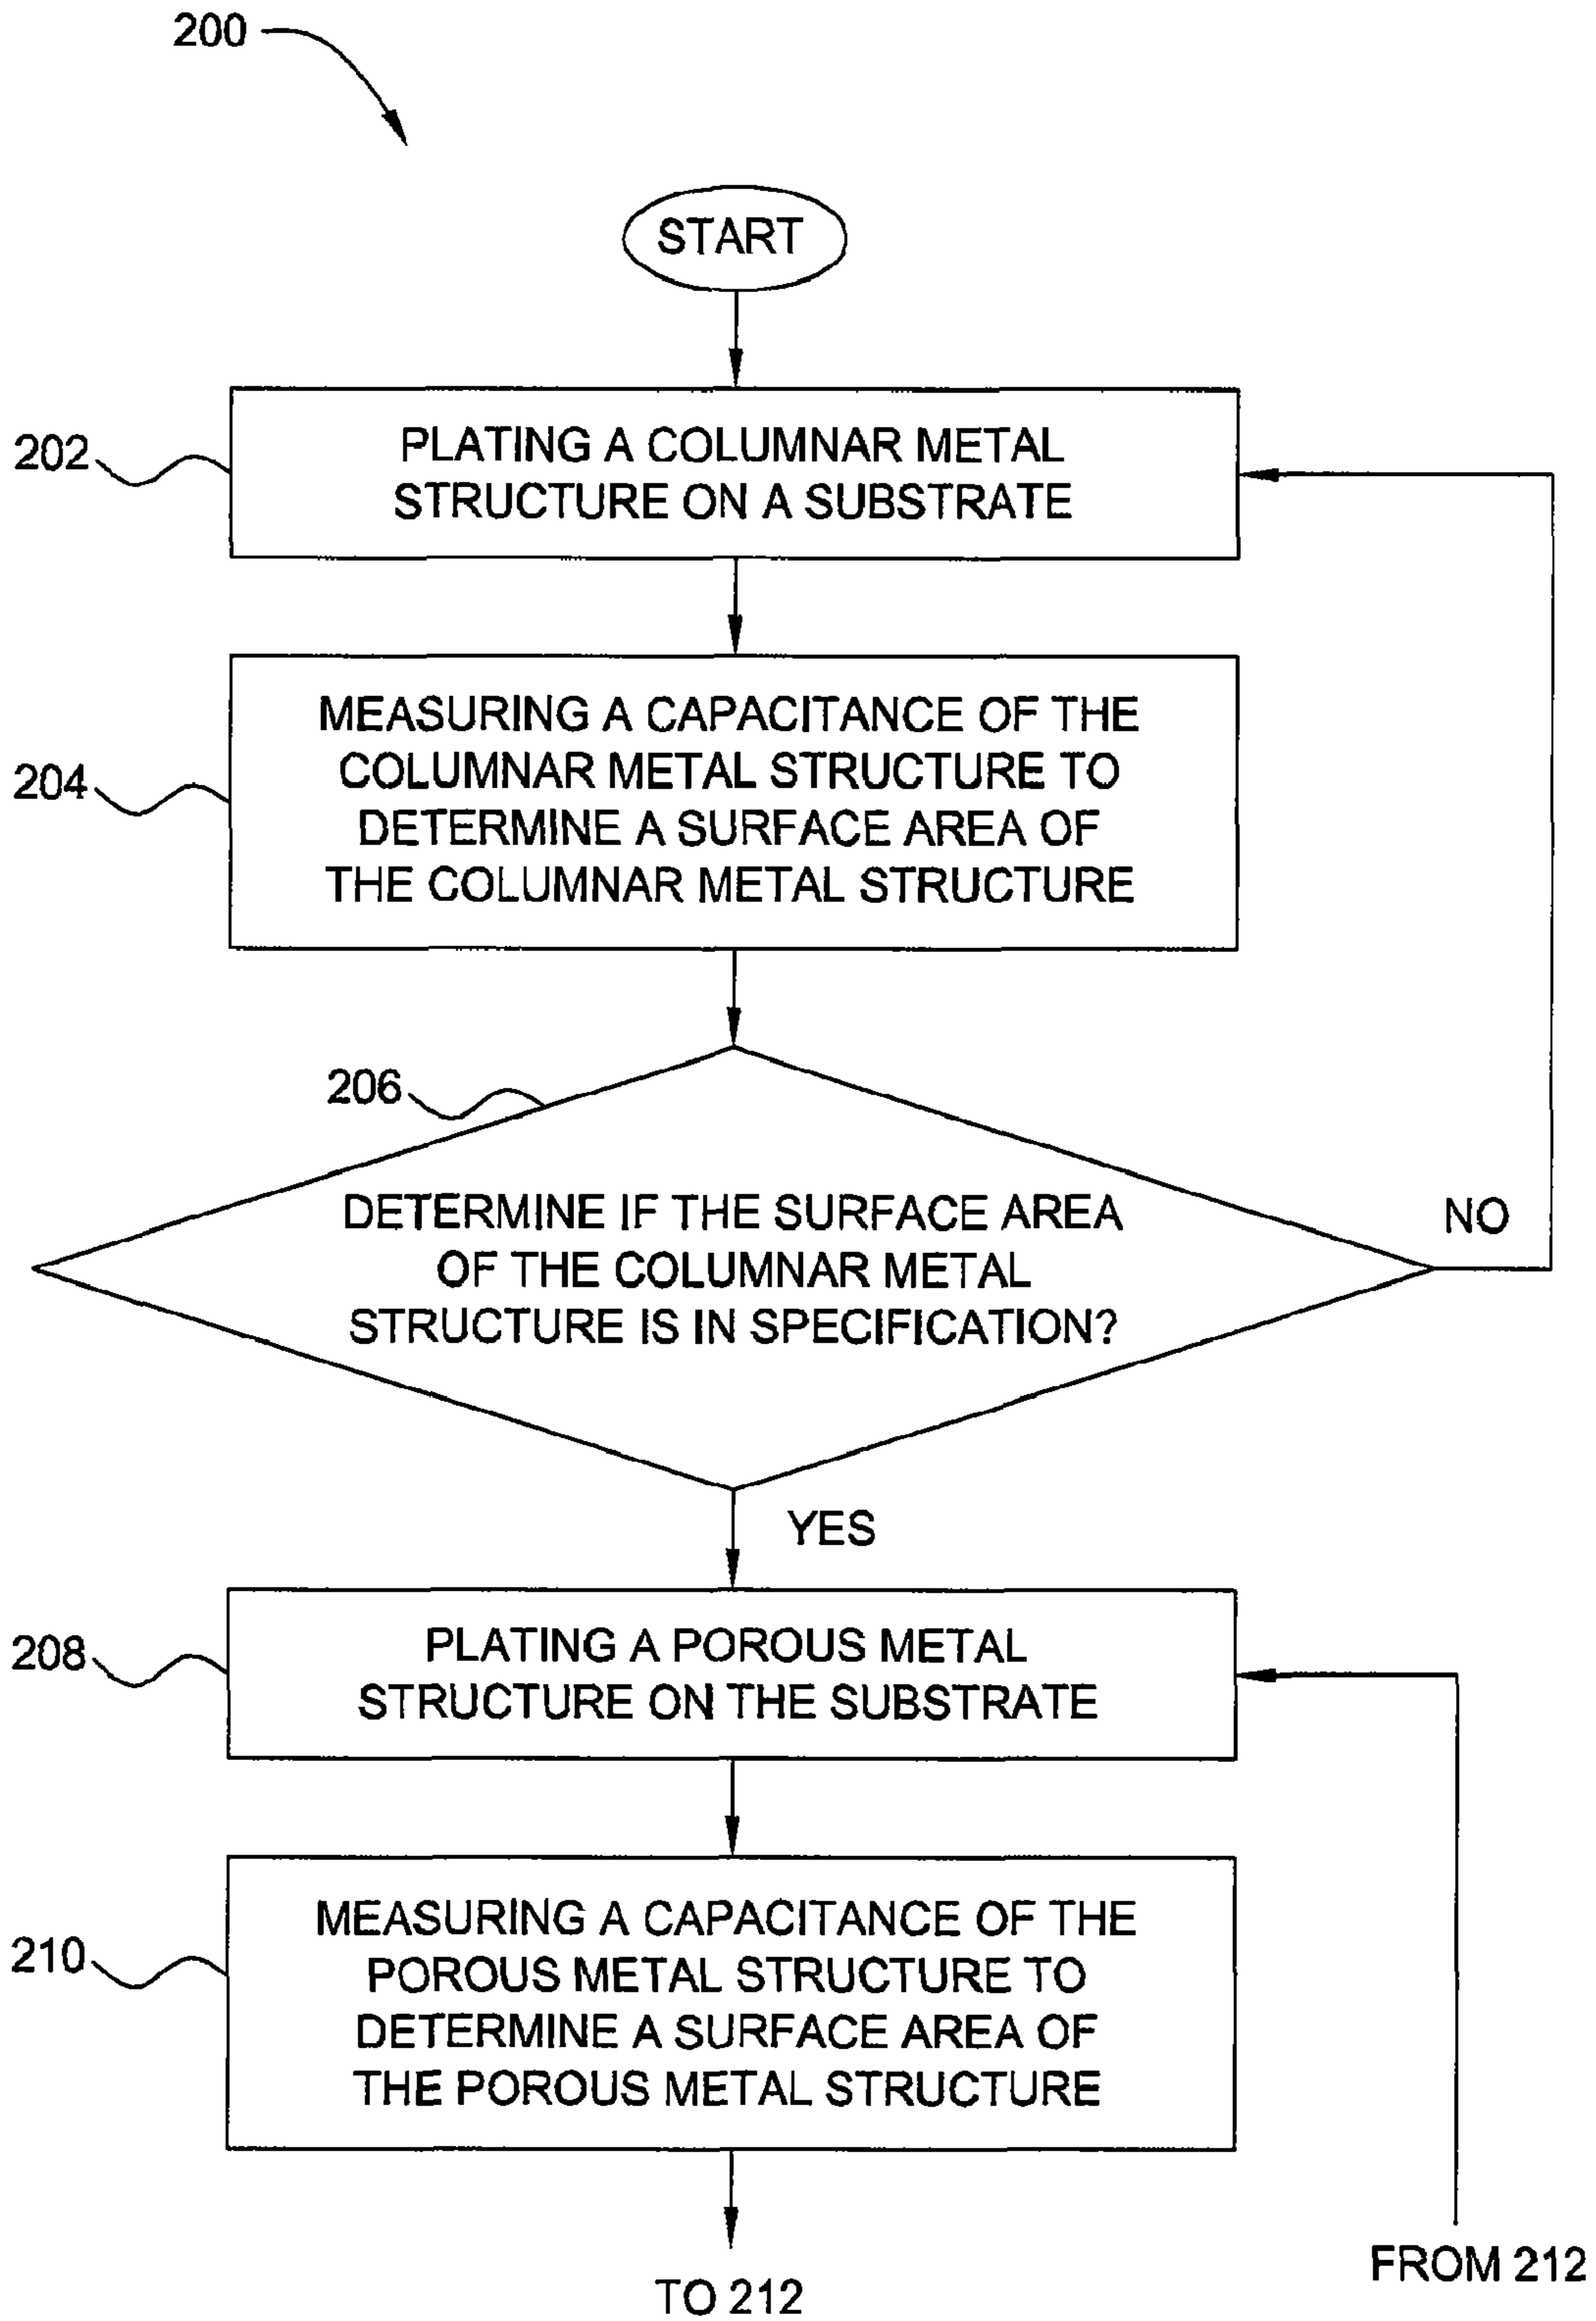 200
START
202
PLATING A COLUMNAR METAL
STRUCTURE ON A SUBSTRATE
204
MEASURING A CAPACITANCE OF THE
COLUMNAR METAL STRUCTURE TO
DETERMINE A SURFACE AREA OF
THE COLUMNAR METAL STRUCTURE
206
DETERMINE IF THE SURFACE AREA
OF THE COLUMNAR METAL
STRUCTURE IS IN SPECIFICATION?
NO
YES
208
PLATING A POROUS METAL
STRUCTURE ON THE SUBSTRATE
210
MEASURING A CAPACITANCE OF THE
POROUS METAL STRUCTURE TO
DETERMINE A SURFACE AREA OF
THE POROUS METAL STRUCTURE
TO 212
FROM 212